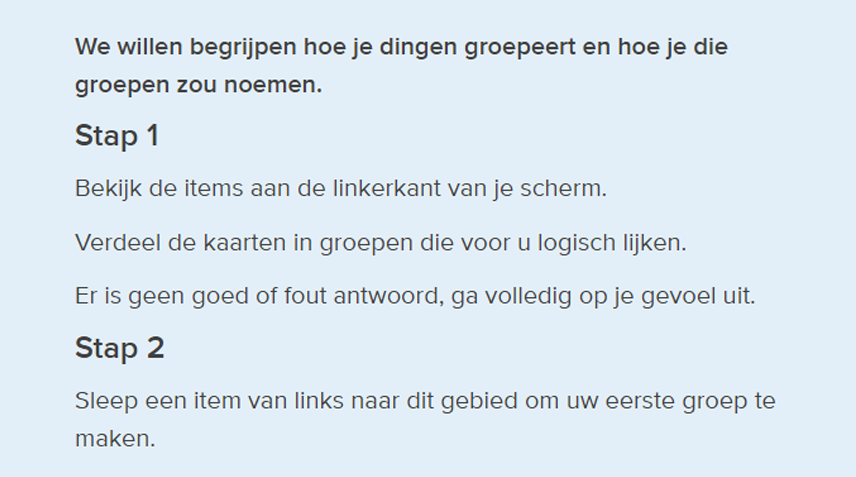 We willen begrijpen hoe je dingen groepeert en hoe je die
groepen zou noemen.
Stap 1
Bekijk de items aan de linkerkant van je scherm.
Verdeel de kaarten in groepen die voor u logisch lijken.
Er is geen goed of fout antwoord, ga volledig op je gevoel uit.
Stap 2
Sleep een item van links naar dit gebied om uw eerste groep te
maken.